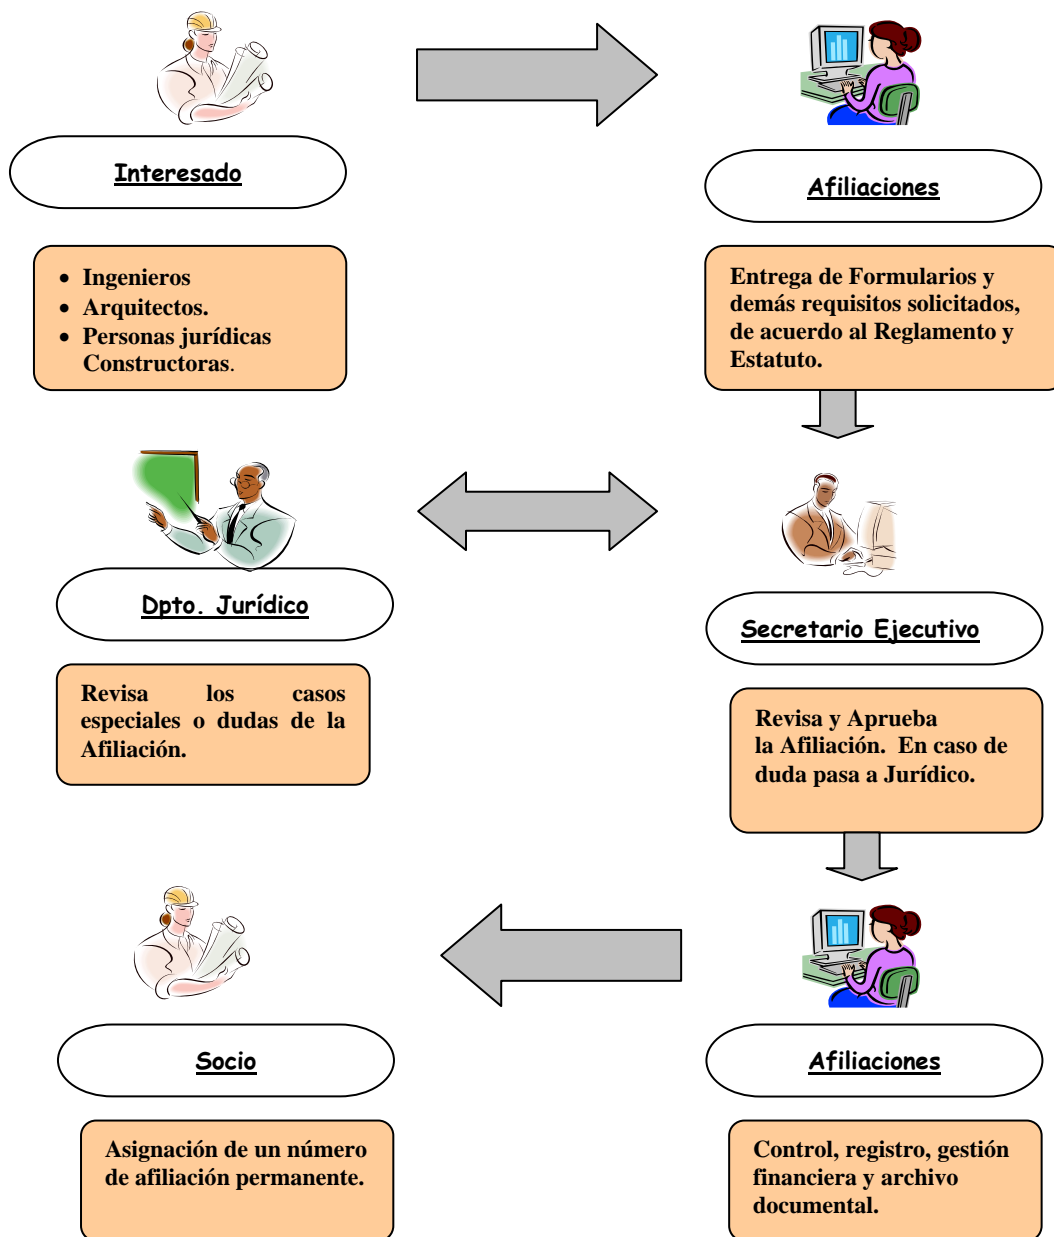 Interesado
Afiliaciones
• Ingenieros
• Arquitectos.
• Personas jurídicas
Constructoras.
Entrega de Formularios y
demás requisitos solicitados,
de acuerdo al Reglamento y
Estatuto.
Dpto. Jurídico
Secretario Ejecutivo
Revisa los casos
especiales o dudas de la
Afiliación.
Revisa y Aprueba
la Afiliación. En caso de
duda pasa a Jurídico.
Socio
Afiliaciones
Asignación de un número
de afiliación permanente.
Control, registro, gestión
financiera y archivo
documental.